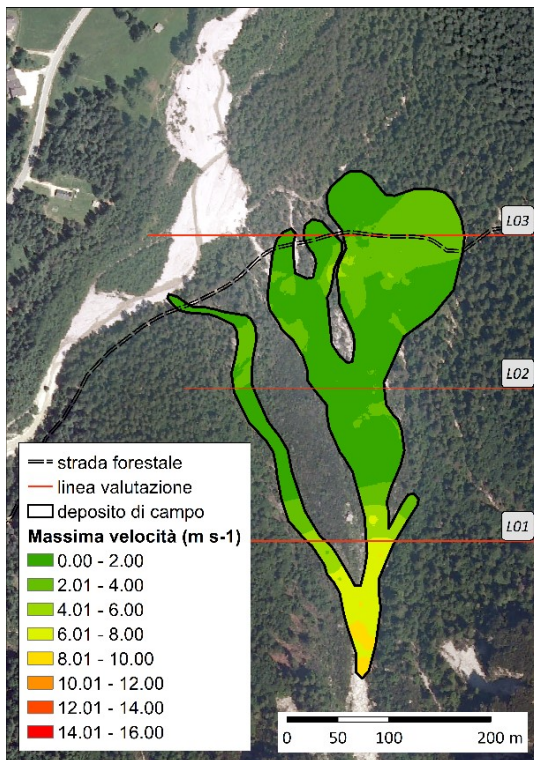 L03
L02
L01
strada forestale
linea valutazione
deposito di campo
Massima velocità (m s-1)
0.00 - 2.00
2.01 - 4.00
4.01 - 6.00
6.01 - 8.00
8.01 - 10.00
10.01 - 12.00
12.01 - 14.00
14.01 - 16.00
0 50 100 200 m